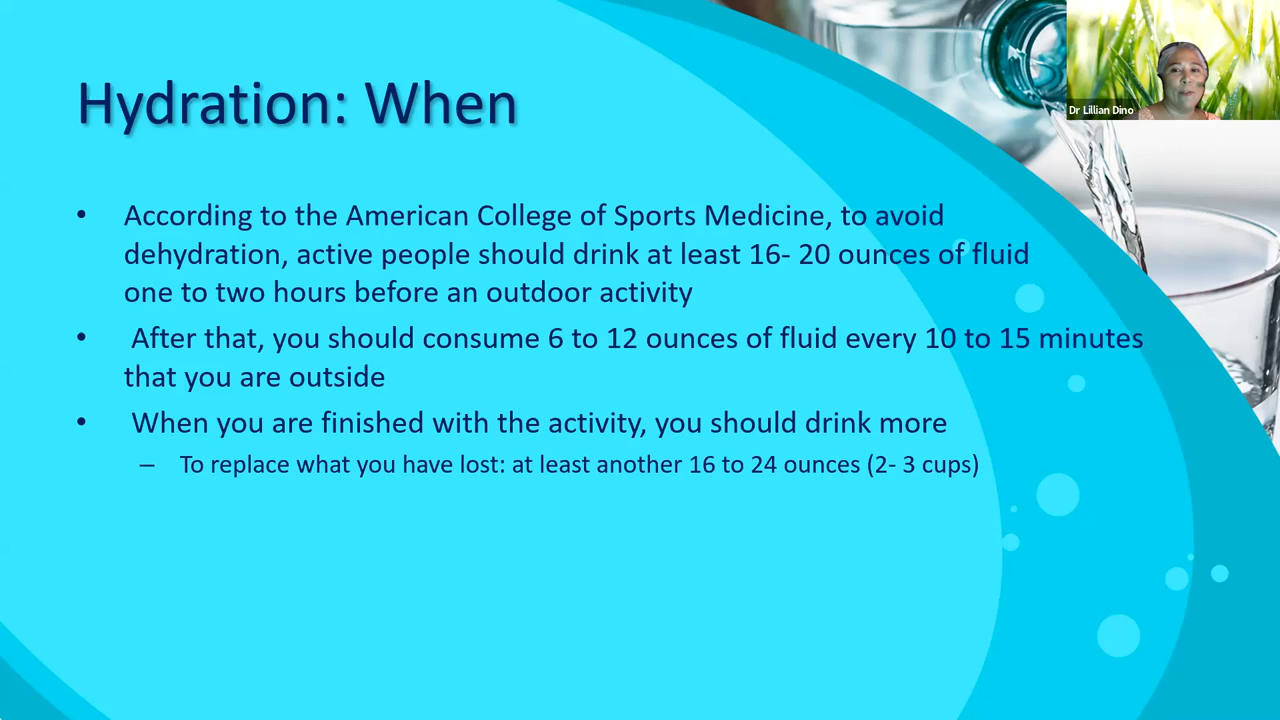 Hydration: When
Dr Lillian Dino
• According to the American College of Sports Medicine, to avoid
dehydration, active people should drink at least 16- 20 ounces of fluid
one to two hours before an outdoor activity
• After that, you should consume 6 to 12 ounces of fluid every 10 to 15 minutes
that you are outside
• When you are finished with the activity, you should drink more
– To replace what you have lost: at least another 16 to 24 ounces (2- 3 cups)